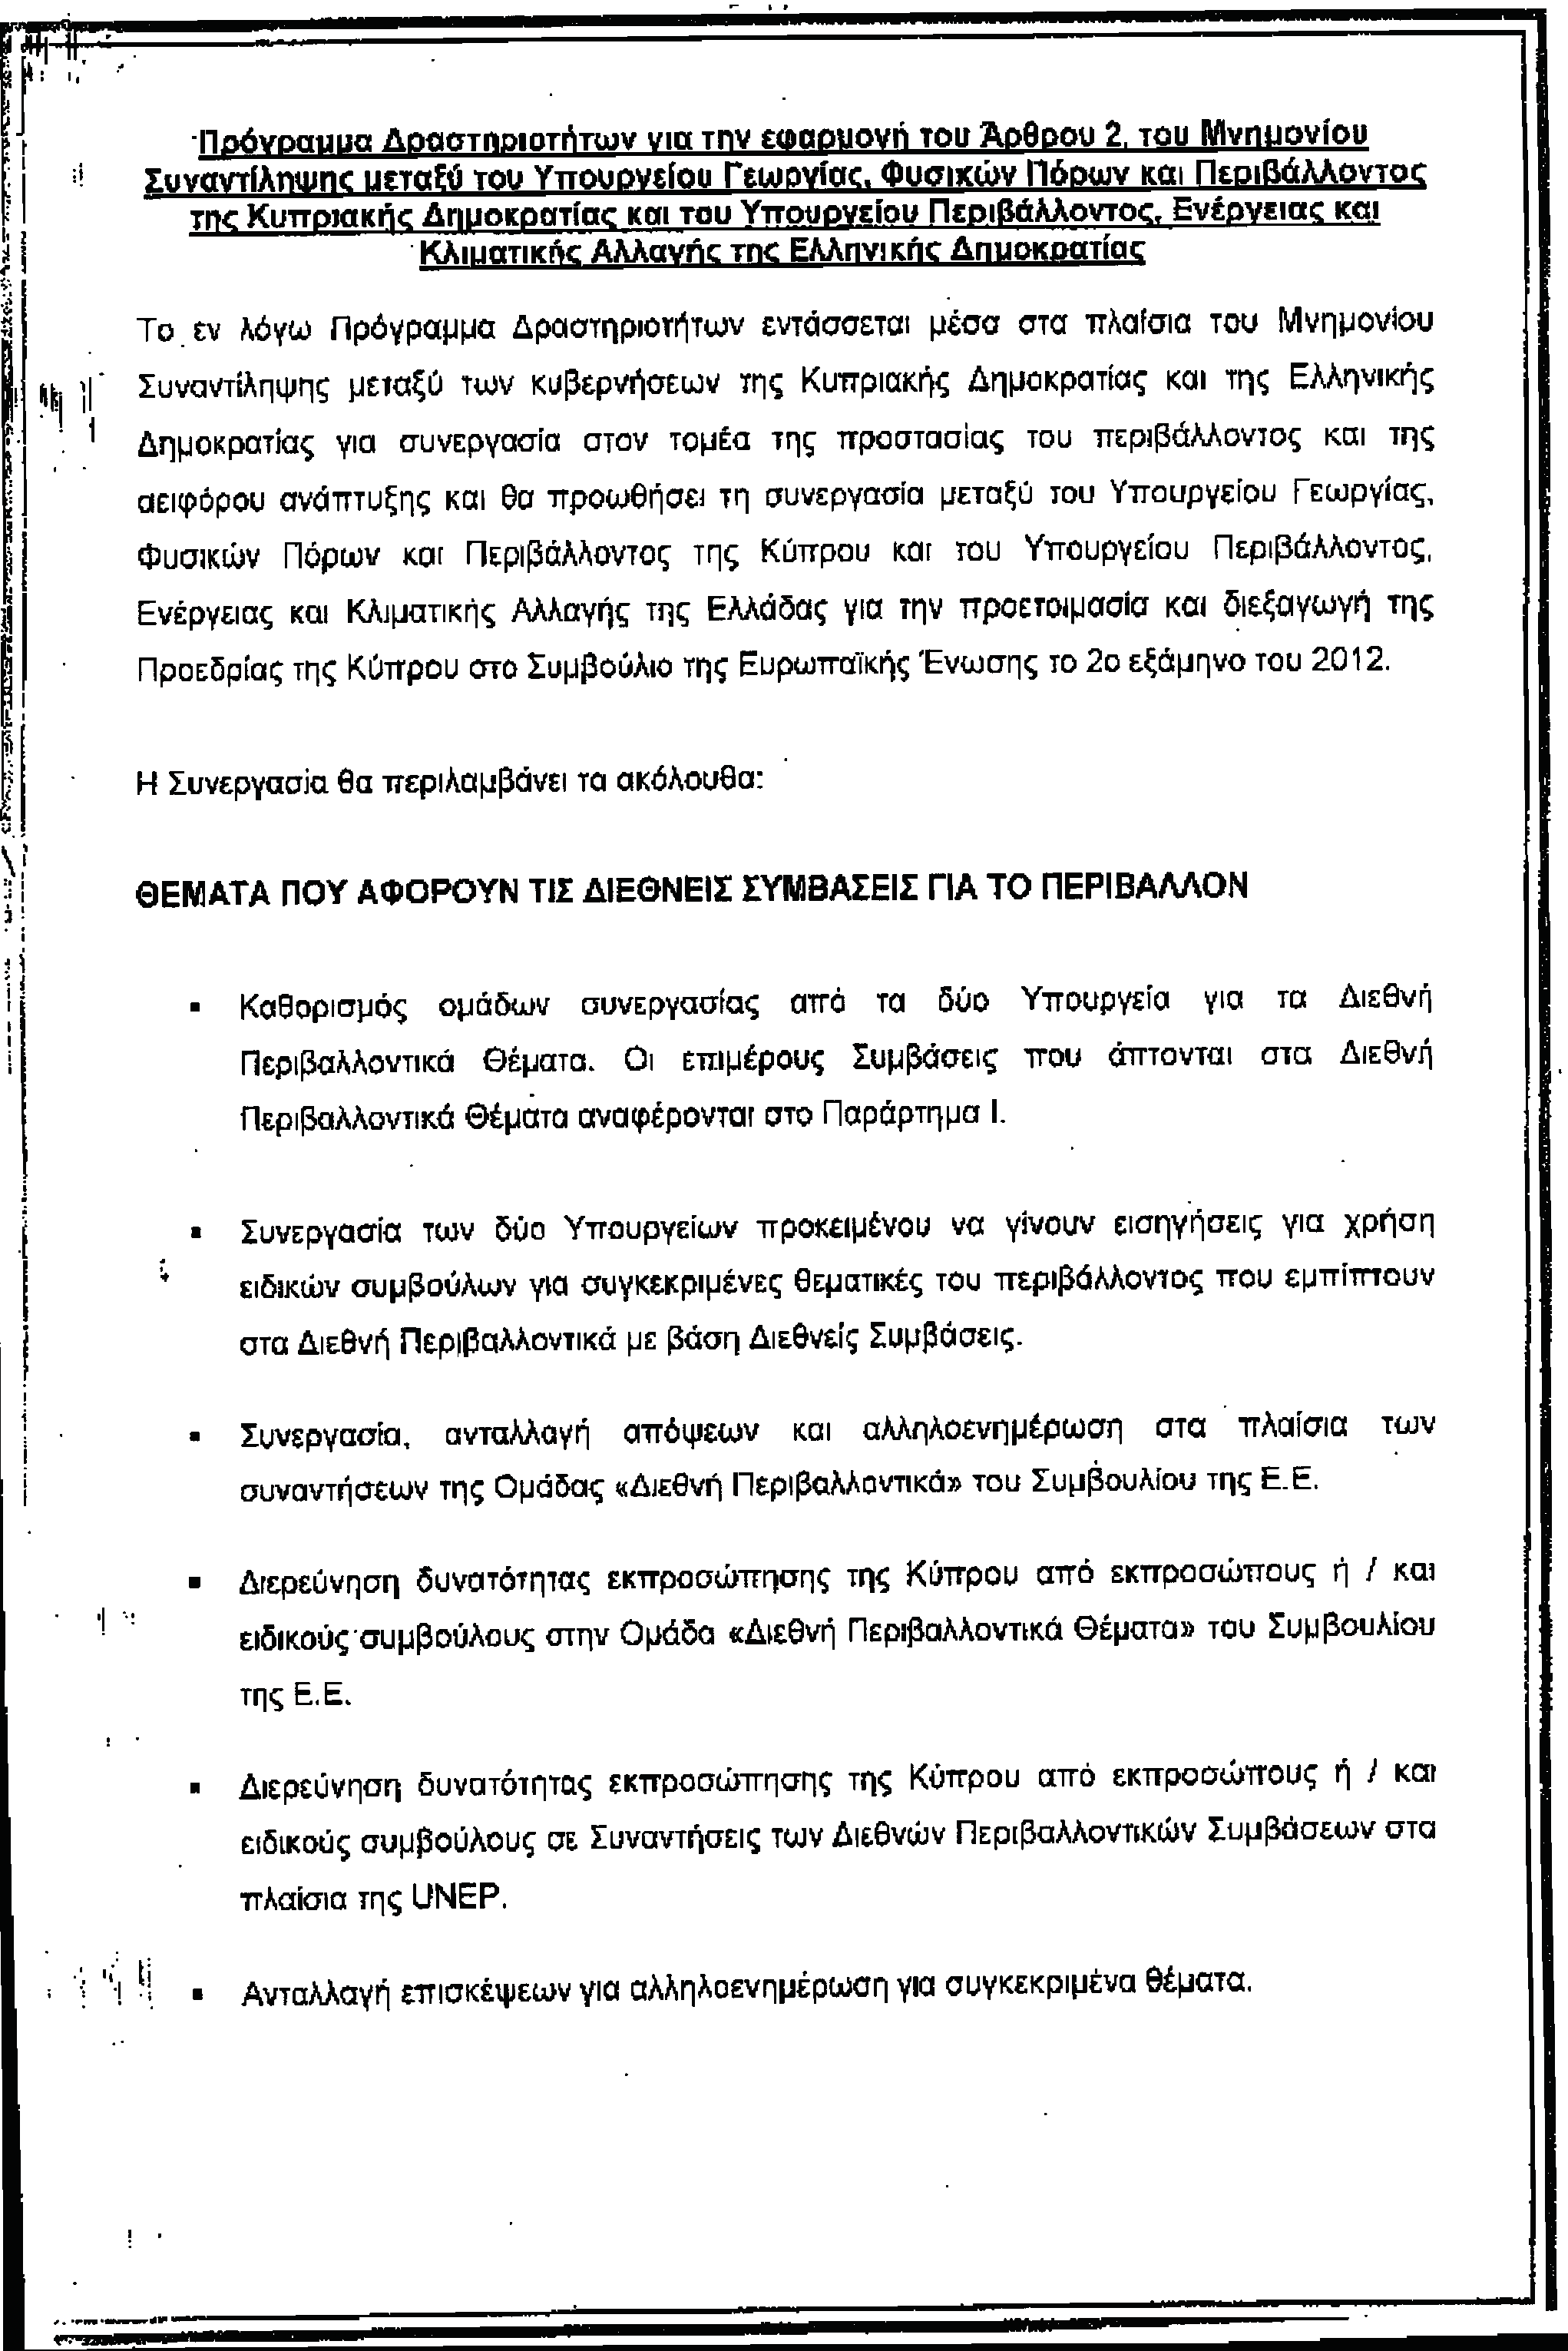 Πρόγραμμα Δραστηριοτήτων για την εφαρμογή του Άρθρου 2, του Μνημονίου
Συναντίληψης μεταξύ του Υπουργείου Γεωργίας, Φυσικών Πόρων και Περιβάλλοντος
της Κυπριακής Δημοκρατίας και του Υπουργείου Περιβάλλοντος, Ενέργειας και
Κλιματικής Αλλαγής της Ελληνικής Δημοκρατίας
Το εν λόγω Πρόγραμμα Δραστηριοτήτων εντάσσεται μέσα στα πλαίσια του Μνημονίου
Συναντίληψης μεταξύ των κυβερνήσεων της Κυπριακής Δημοκρατίας και της Ελληνικής
Δημοκρατίας για συνεργασία στον τομέα της προστασίας του περιβάλλοντος και της
αειφόρου ανάπτυξης και θα προωθήσει τη συνεργασία μεταξύ του Υπουργείου Γεωργίας,
Φυσικών Πόρων και Περιβάλλοντος της Κύπρου και του Υπουργείου Περιβάλλοντος,
Ενέργειας και Κλιματικής Αλλαγής της Ελλάδας για την προετοιμασία και διεξαγωγή της
Προεδρίας της Κύπρου στο Συμβούλιο της Ευρωπαϊκής Ένωσης το 2ο εξάμηνο του 2012.
Η Συνεργασία θα περιλαμβάνει τα ακόλουθα:
ΘΕΜΑΤΑ ΠΟΥ ΑΦΟΡΟΥΝ ΤΙΣ ΔΙΕΘΝΕΙΣ ΣΥΜΒΑΣΕΙΣ ΓΙΑ ΤΟ ΠΕΡΙΒΑΛΛΟΝ
▪ Καθορισμός ομάδων συνεργασίας από τα δύο Υπουργεία για τα Διεθνή
Περιβαλλοντικά Θέματα. Οι επιμέρους Συμβάσεις που άπτονται στα Διεθνή
Περιβαλλοντικά Θέματα αναφέρονται στο Παράρτημα Ι.
▪ Συνεργασία των δύο Υπουργείων προκειμένου να γίνουν εισηγήσεις για χρήση
ειδικών συμβούλων για συγκεκριμένες θεματικές του περιβάλλοντος που εμπίπτουν
στα Διεθνή Περιβαλλοντικά με βάση Διεθνείς Συμβάσεις.
▪ Συνεργασία, ανταλλαγή απόψεων και αλληλοενημέρωση στα πλαίσια των
συναντήσεων της Ομάδας «Διεθνή Περιβαλλοντικά» του Συμβουλίου της Ε.Ε.
▪ Διερεύνηση δυνατότητας εκπροσώπησης της Κύπρου από εκπροσώπους ή / και
ειδικούς συμβούλους στην Ομάδα «Διεθνή Περιβαλλοντικά Θέματα» του Συμβουλίου
της Ε.Ε.
▪ Διερεύνηση δυνατότητας εκπροσώπησης της Κύπρου από εκπροσώπους ή / και
ειδικούς συμβούλους σε Συναντήσεις των Διεθνών Περιβαλλοντικών Συμβάσεων στα
πλαίσια της UNEP.
▪ Ανταλλαγή επισκέψεων για αλληλοενημέρωση για συγκεκριμένα θέματα.